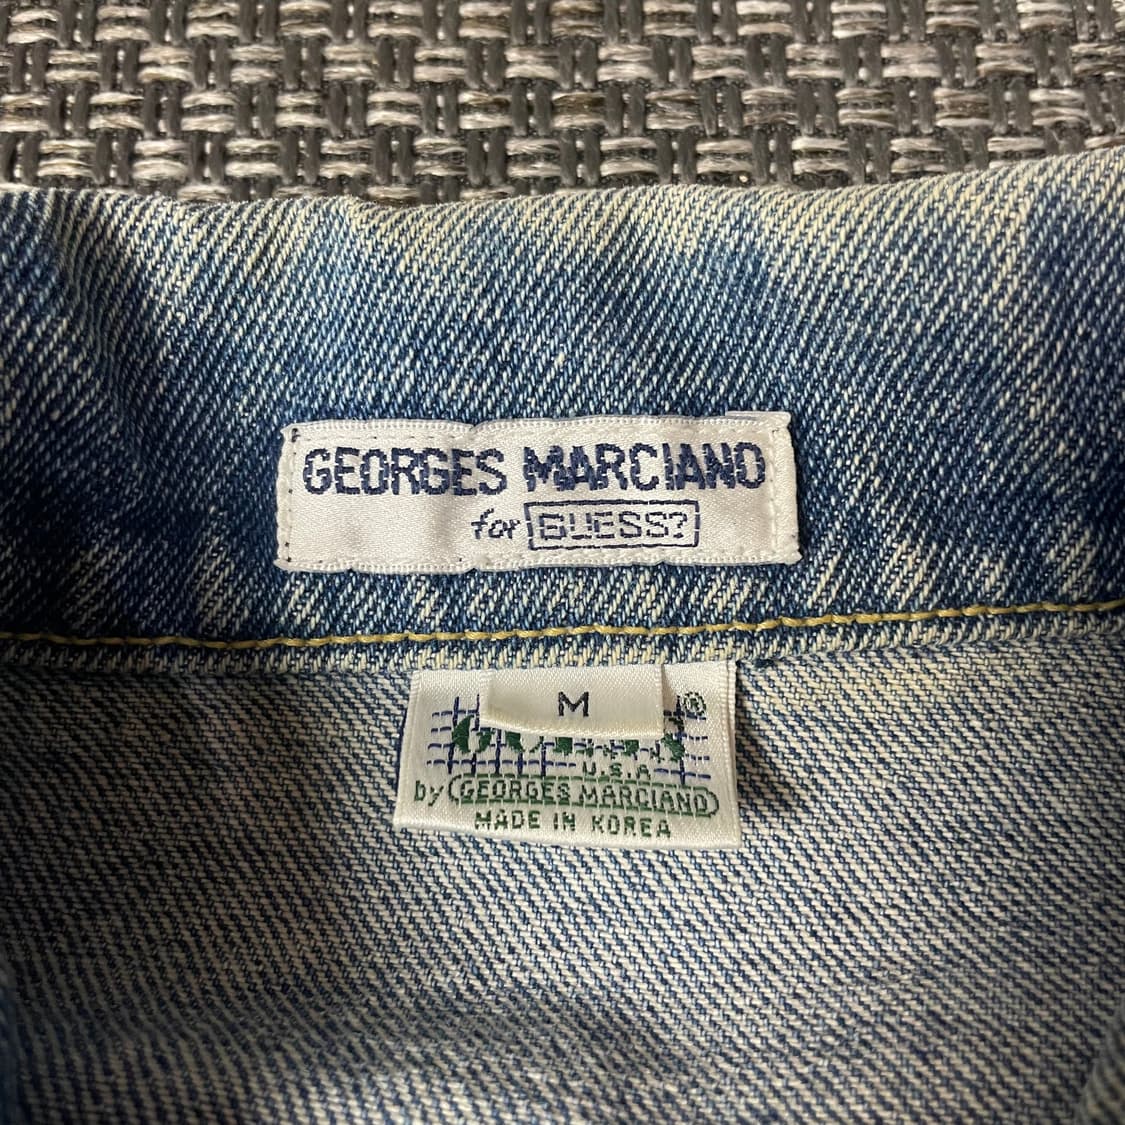 GEORGES MARCIANO
for GUESS?
M
®
U.S.A
by GEORGES MARCIANO
MADE IN KOREA